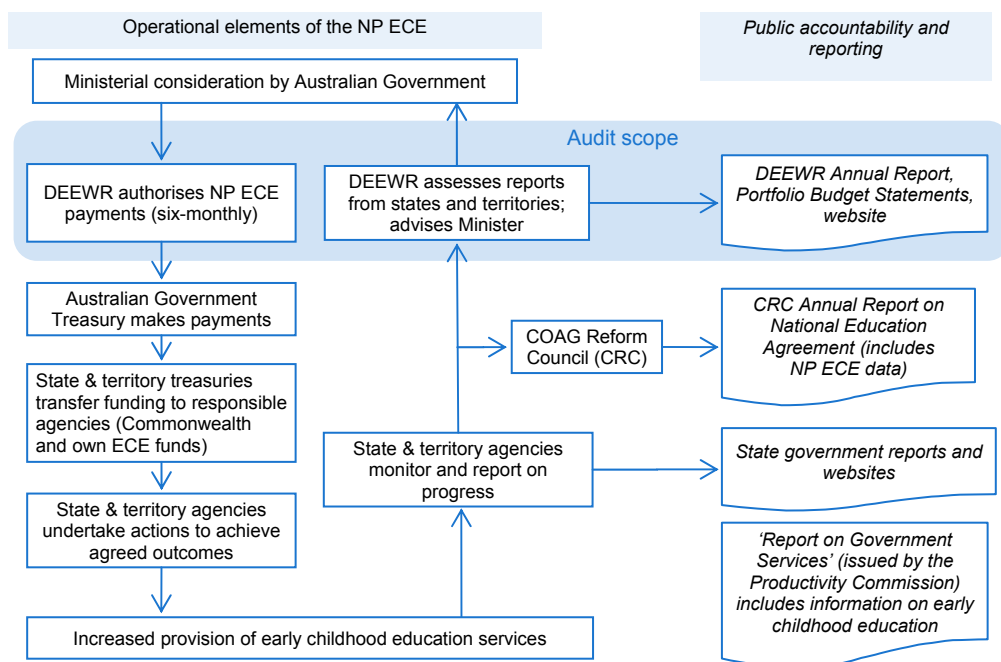 Operational elements of the NP ECE
Public accountability and
reporting
Ministerial consideration by Australian Government
Audit scope
DEEWR authorises NP ECE
payments (six-monthly)
DEEWR assesses reports
from states and territories;
advises Minister
DEEWR Annual Report,
Portfolio Budget Statements,
website
Australian Government
Treasury makes payments
COAG Reform
Council (CRC)
CRC Annual Report on
National Education
Agreement (includes
NP ECE data)
State & territory treasuries
transfer funding to responsible
agencies (Commonwealth
and own ECE funds)
State & territory agencies
monitor and report on
progress
State government reports and
websites
State & territory agencies
undertake actions to achieve
agreed outcomes
‘Report on Government
Services’ (issued by the
Productivity Commission)
includes information on early
childhood education
Increased provision of early childhood education services